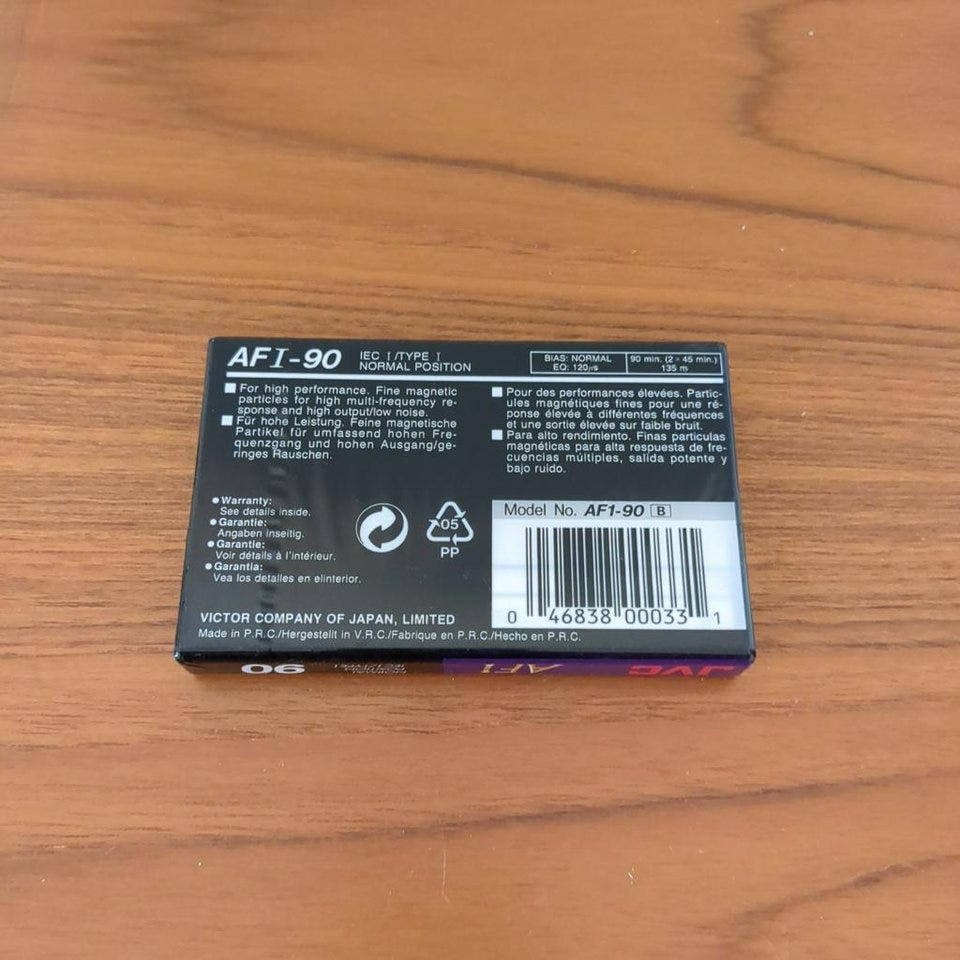 AF I-90
IEC I /TYPE I
NORMAL POSITION
BIAS: NORMAL
EQ: 120μs
90 min. (2 × 45 min.)
135 m
For high performance. Fine magnetic
particles for high multi-frequency re-
sponse and high output/low noise.
Für hohe Leistung. Feine magnetische
Partikel für umfassend hohen Fre-
quenzgang und hohen Ausgang/ge-
ringes Rauschen.
Pour des performances élevées. Partic-
ules magnétiques fines pour une ré-
ponse élevée à différentes fréquences
et une sortie élevée sur faible bruit.
Para alto rendimiento. Finas particulas
magnéticas para alta respuesta de fre-
cuencias múltiples, salida potente y
bajo ruido.
Warranty:
See details inside.
Garantie:
Angaben inseitig.
Garantie:
Voir détails à l'intérieur.
Garantia:
Vea los detalles en elinterior.
05
PP
Model No. AF1-90 B
0 46838 00033 1
VICTOR COMPANY OF JAPAN, LIMITED
Made in P.R.C./Hergestellt in V.R.C./Fabrique en P.R.C./Hecho en P.R.C.
JVC
AF I
90